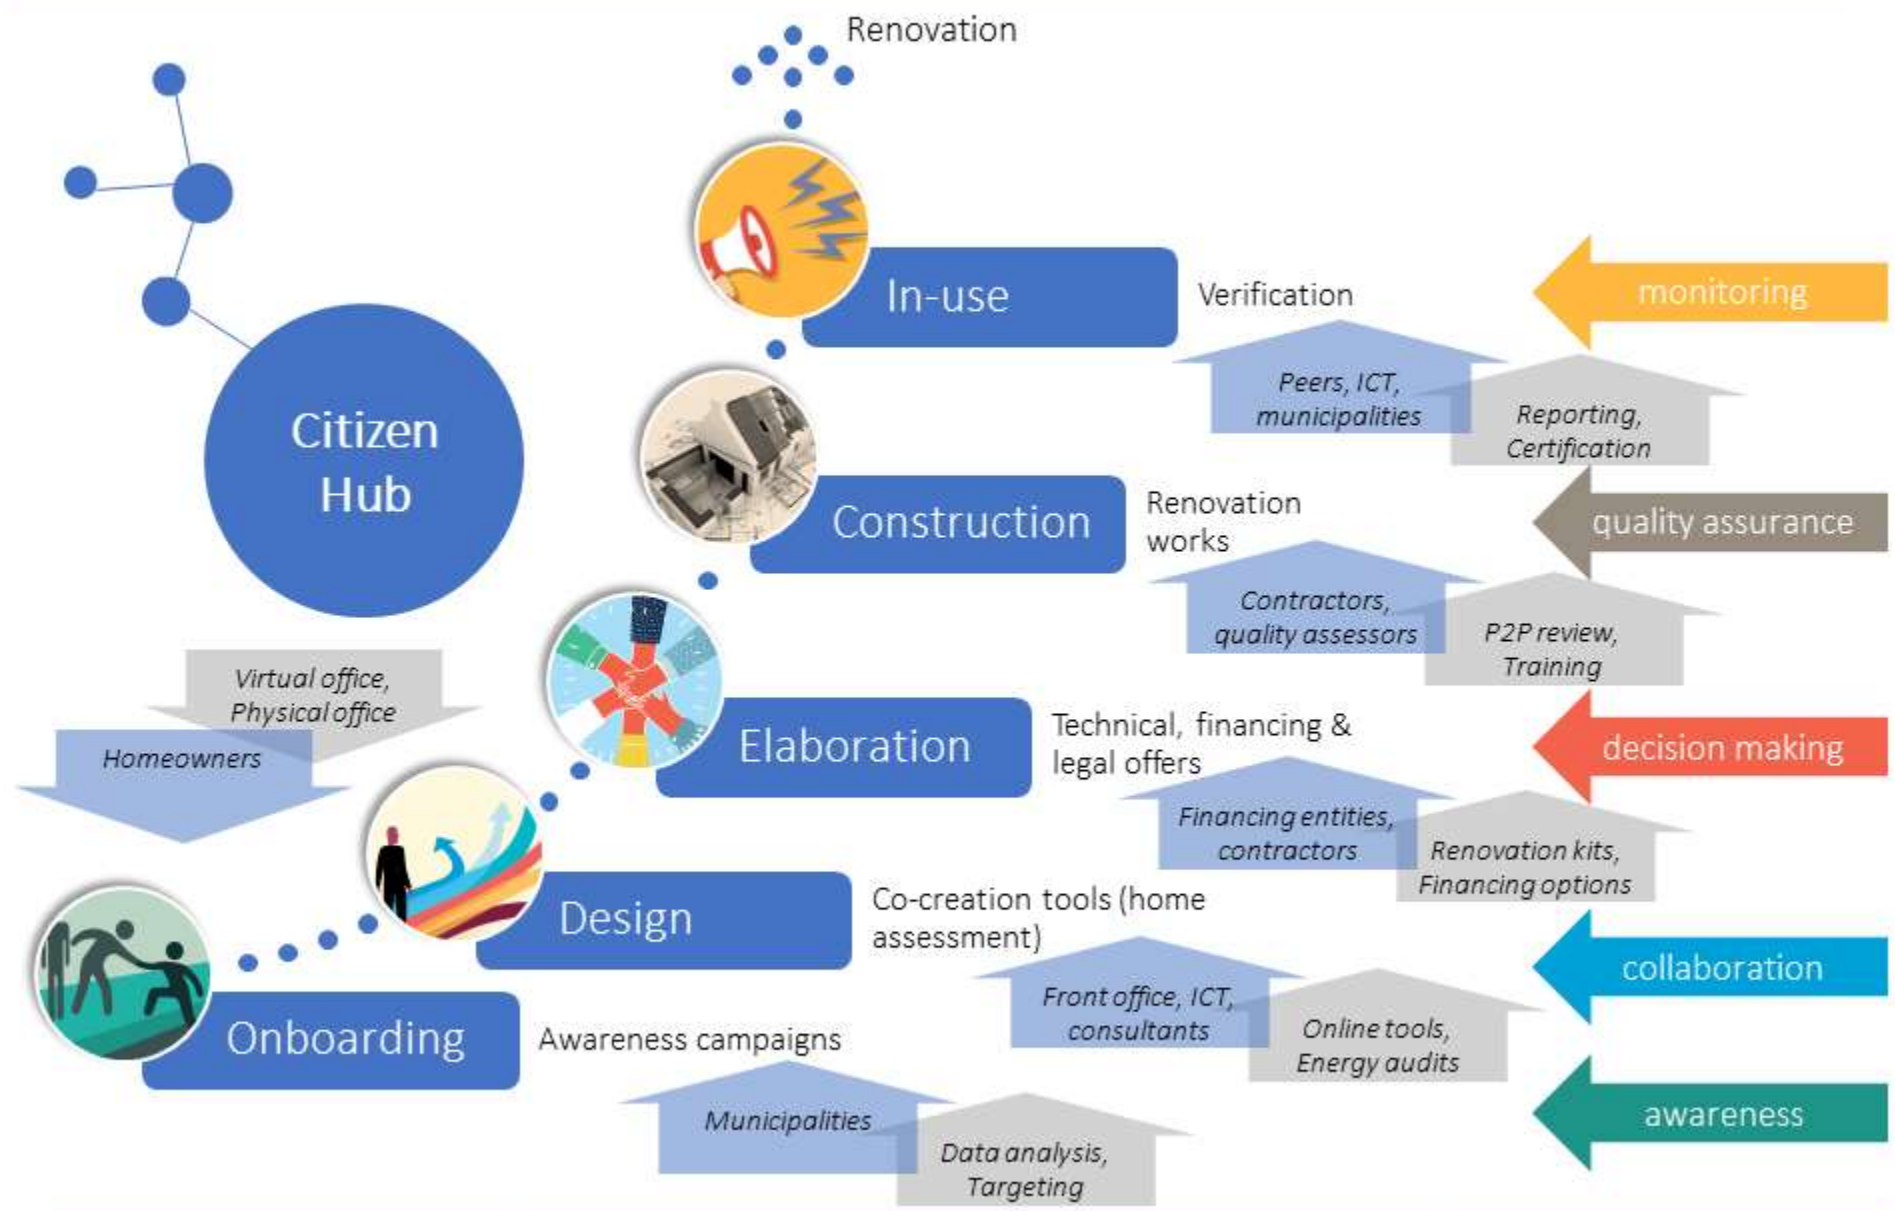 Renovation
In-use
Verification
monitoring
Peers, ICT,
municipalities
Reporting,
Certification
Citizen
Hub
Construction
Renovation
works
quality assurance
Contractors,
quality assessors
P2P review,
Training
Virtual office,
Physical office
Homeowners
Elaboration
Technical, financing &
legal offers
decision making
Financing entities,
contractors
Renovation kits,
Financing options
Design
Co-creation tools (home
assessment)
collaboration
Front office, ICT,
consultants
Online tools,
Energy audits
Onboarding
Awareness campaigns
awareness
Municipalities
Data analysis,
Targeting